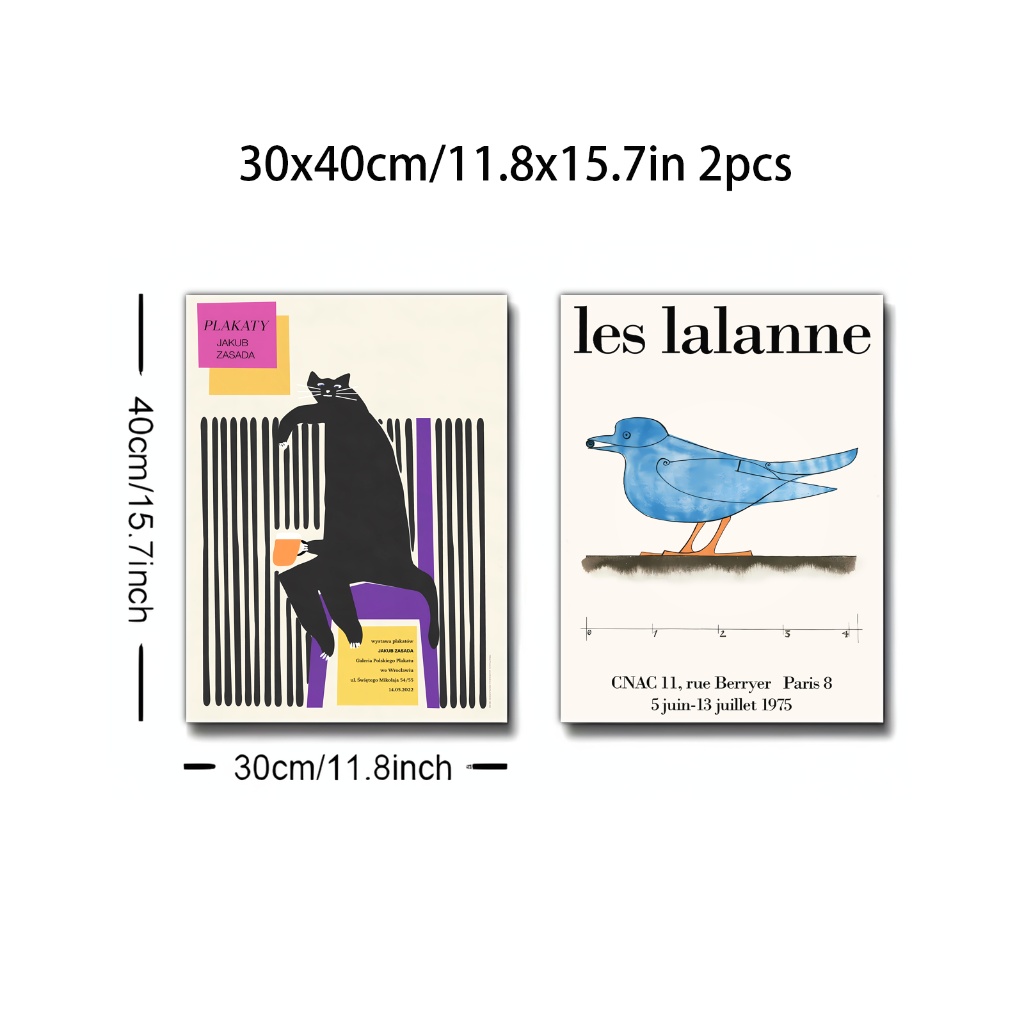 30x40cm/11.8x15.7in 2pcs
40cm/15.7inch
PLAKATY
JAKUB
ZASADA
wystawa plakatów
JAKUB ZASADA
Galeria Polskiego Plakatu
we Wrocławiu
ul. Świętego Mikołaja 54/55
14.05.2022
30cm/11.8inch
les lalanne
0 1 2 3 4
CNAC 11, rue Berryer Paris 8
5 juin-13 juillet 1975